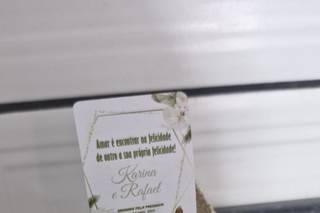 Amor é encontrar na felicidade
de outro a sua própria felicidade!
Karina
e Rafael